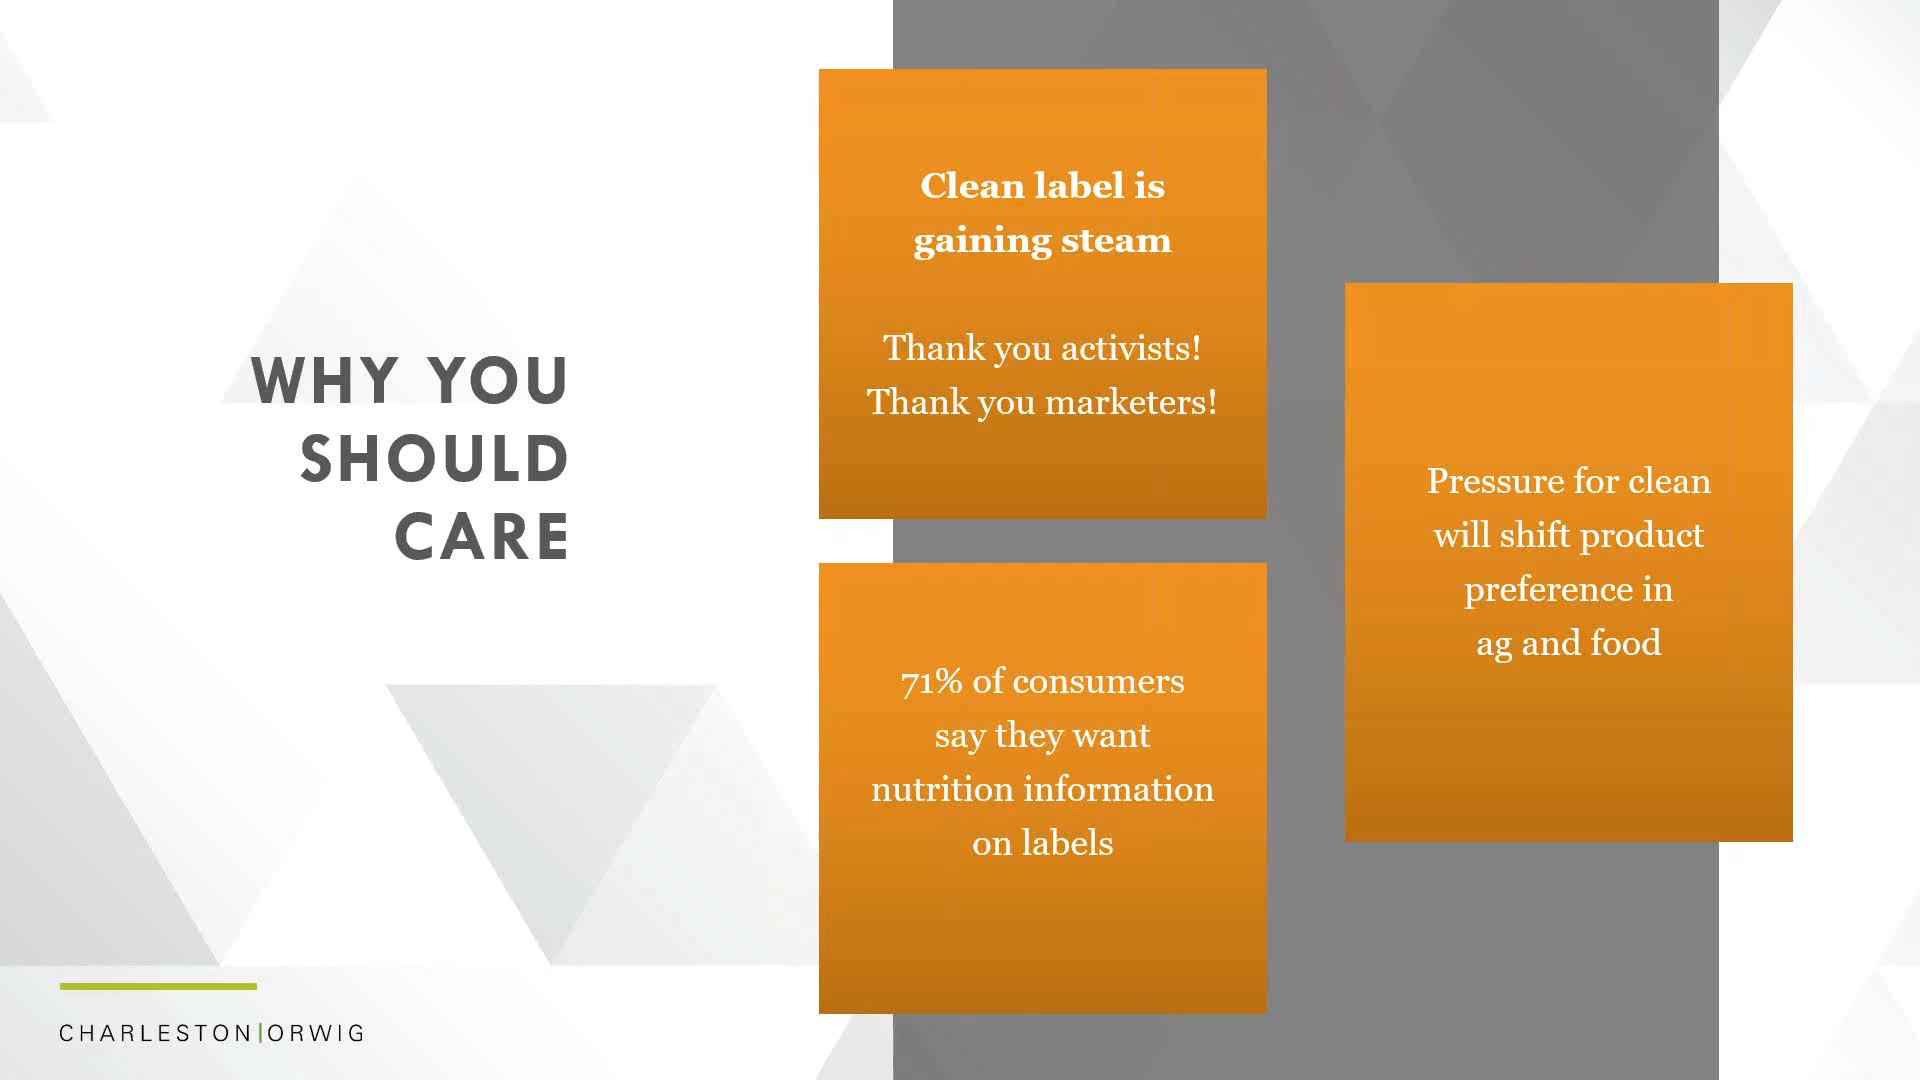 WHY YOU
SHOULD
CARE
Clean label is
gaining steam
Thank you activists!
Thank you marketers!
71% of consumers
say they want
nutrition information
on labels
Pressure for clean
will shift product
preference in
ag and food
CHARLESTON|ORWIG